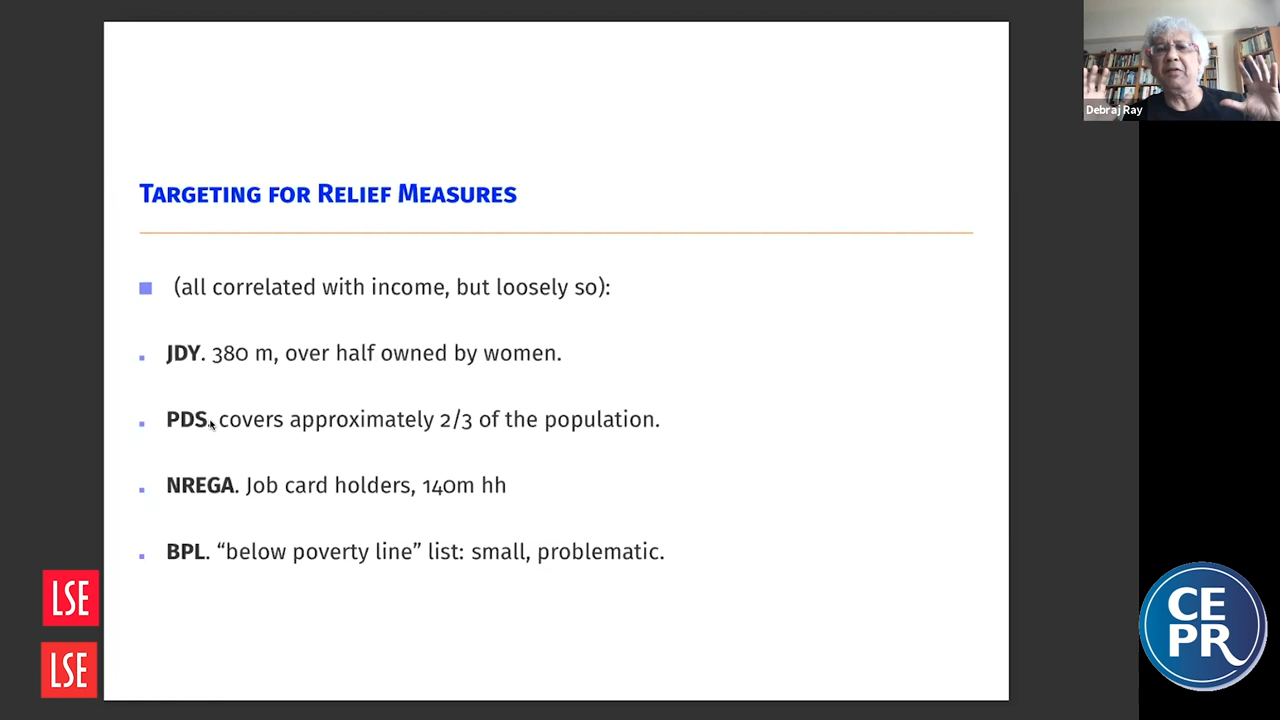 Debraj Ray
TARGETING FOR RELIEF MEASURES
(all correlated with income, but loosely so):
JDY. 380 m, over half owned by women.
PDS. covers approximately 2/3 of the population.
NREGA. Job card holders, 140m hh
BPL. “below poverty line” list: small, problematic.
LSE
LSE
CE
PR